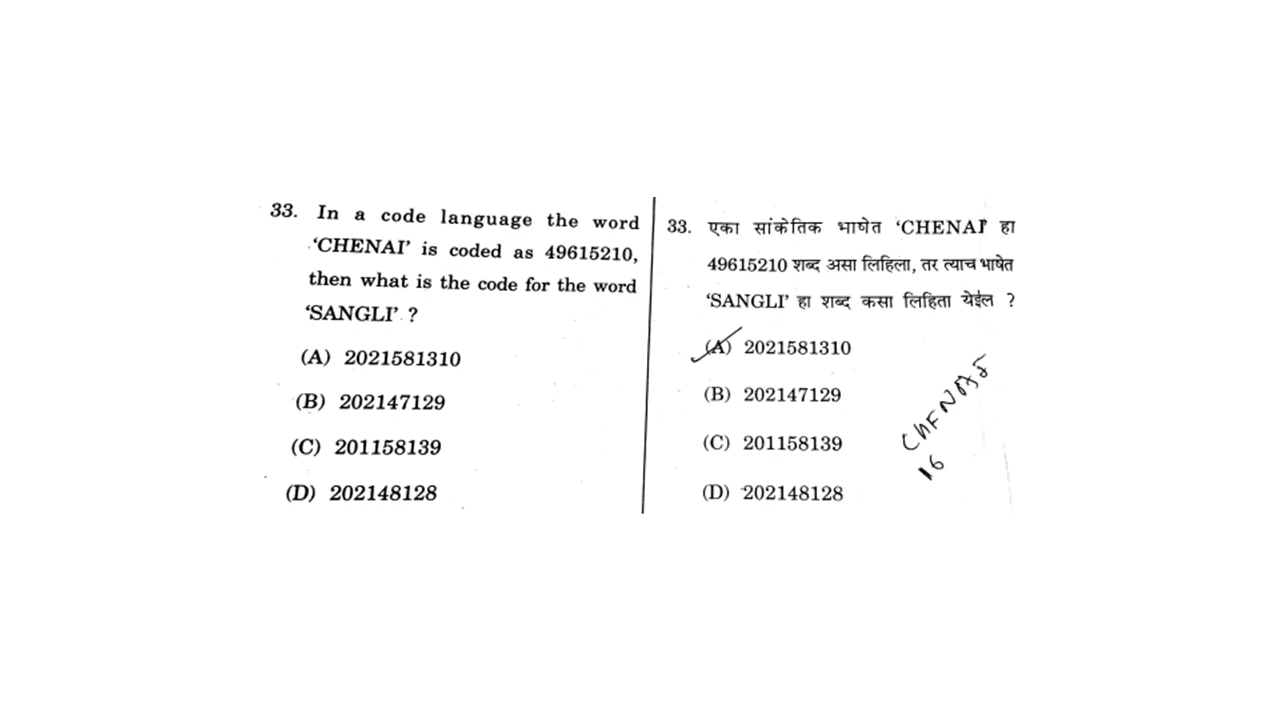 33. In a code language the word
‘CHENAI’ is coded as 49615210,
then what is the code for the word
‘SANGLI’ ?
(A) 2021581310
(B) 202147129
(C) 201158139
(D) 202148128
33. एका सांकेतिक भाषेत ‘CHENAI’ हा
49615210 शब्द असा लिहिला, तर त्याच भाषेत
‘SANGLI’ हा शब्द कसा लिहिता येईल ?
(A) 2021581310
(B) 202147129
(C) 201158139
(D) 202148128
16